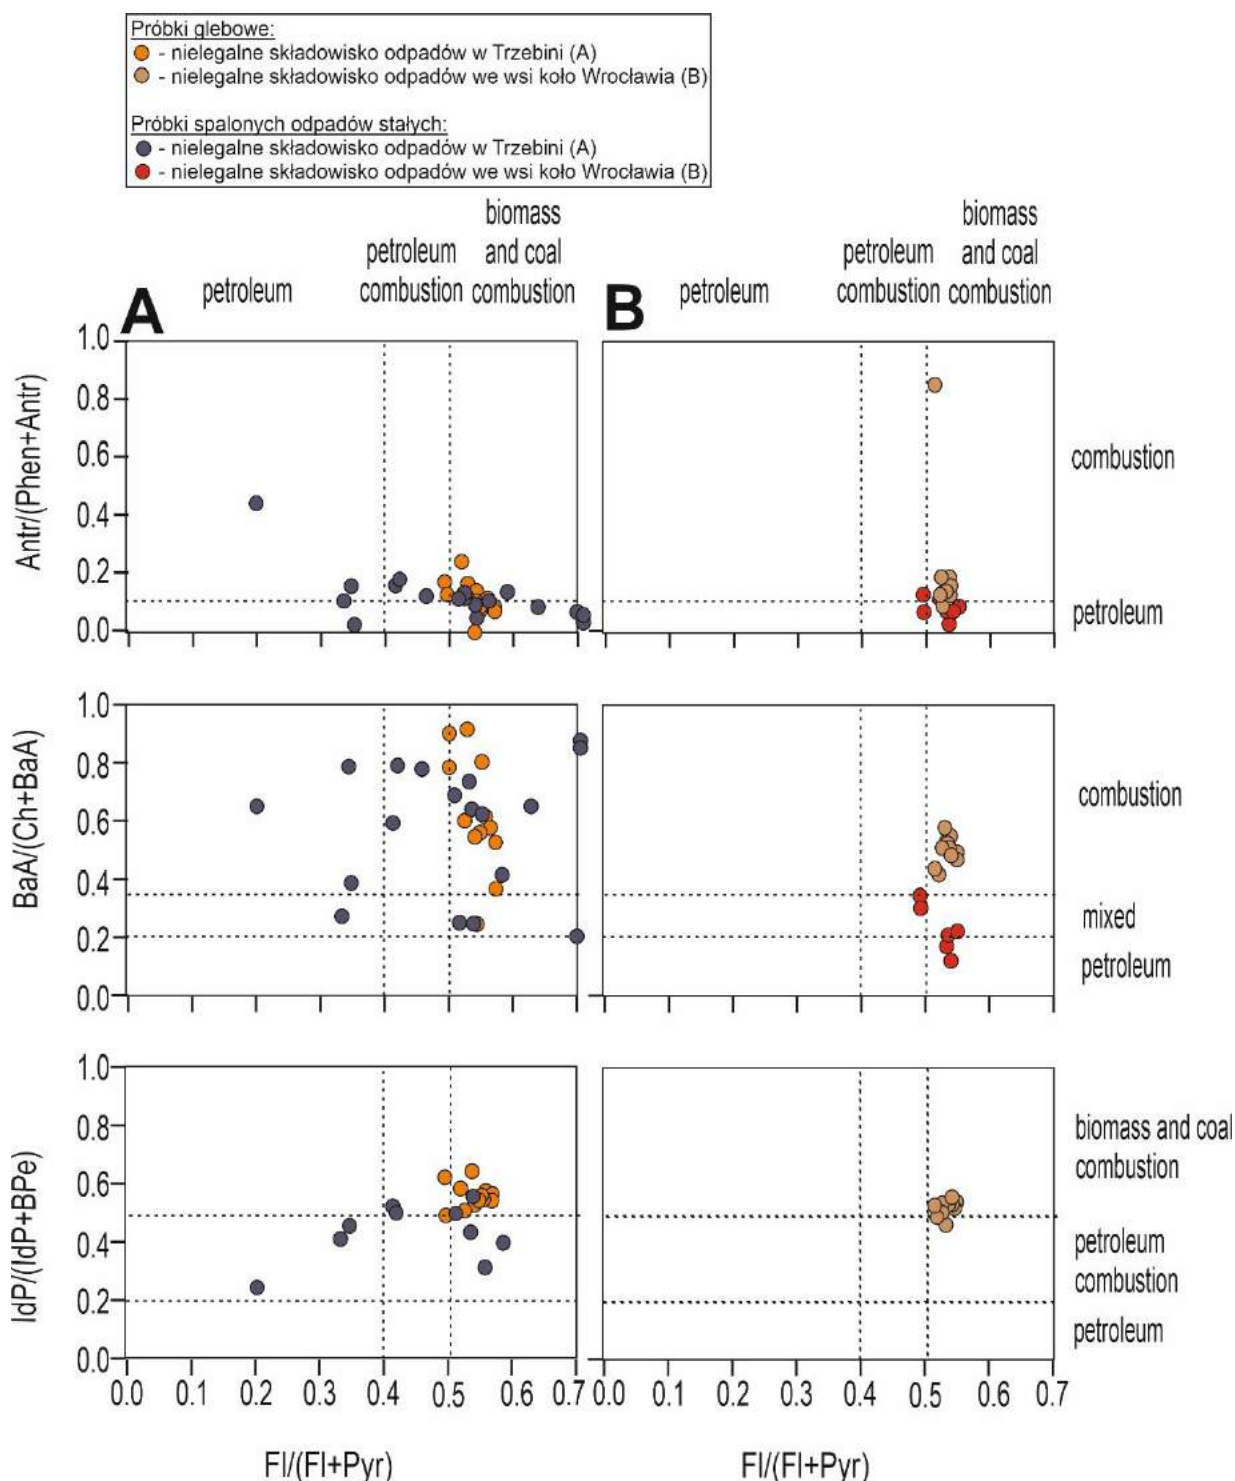 Próbki glebowe:
- nielegalne składowisko odpadów w Trzebini (A)
- nielegalne składowisko odpadów we wsi koło Wrocławia (B)
Próbki spalonych odpadów stałych:
- nielegalne składowisko odpadów w Trzebini (A)
- nielegalne składowisko odpadów we wsi koło Wrocławia (B)
A
petroleum
petroleum
combustion
biomass
and coal
combustion
B
petroleum
petroleum
combustion
biomass
and coal
combustion
Antr/(Phen+Antr)
1.0
0.8
0.6
0.4
0.2
0.0
combustion
petroleum
BaA/(Ch+BaA)
1.0
0.8
0.6
0.4
0.2
0.0
combustion
mixed
petroleum
IdP/(IdP+BPe)
1.0
0.8
0.6
0.4
0.2
0.0
biomass and coal
combustion
petroleum
combustion
petroleum
0.0 0.1 0.2 0.3 0.4 0.5 0.6 0.7
0.0 0.1 0.2 0.3 0.4 0.5 0.6 0.7
Fl/(Fl+Pyr)
Fl/(Fl+Pyr)